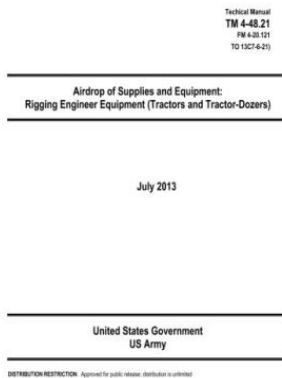 Techical Manual
TM 4-48.21
FM 4-20.121
TO 13C7-6-21)
Airdrop of Supplies and Equipment:
Rigging Engineer Equipment (Tractors and Tractor-Dozers)
July 2013
United States Government
US Army
DISTRIBUTION RESTRICTION. Approved for public release; distribution is unlimited